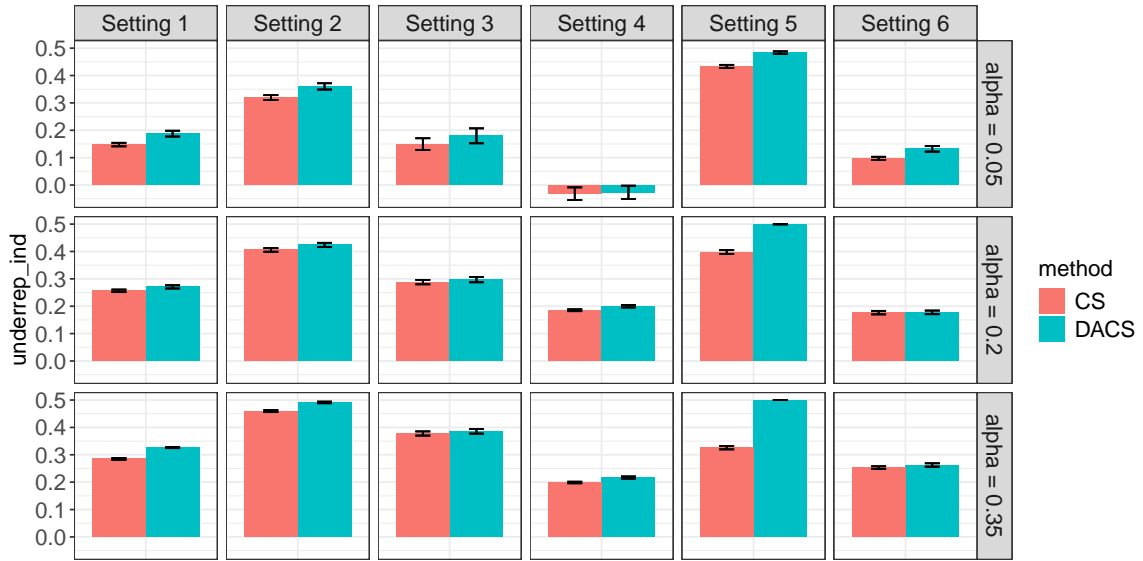 Setting 1
Setting 2
Setting 3
Setting 4
Setting 5
Setting 6
0.5
0.4
0.3
0.2
0.1
0.0
alpha = 0.05
0.5
0.4
0.3
0.2
0.1
0.0
alpha = 0.2
0.5
0.4
0.3
0.2
0.1
0.0
alpha = 0.35
underrep_ind
method
CS
DACS